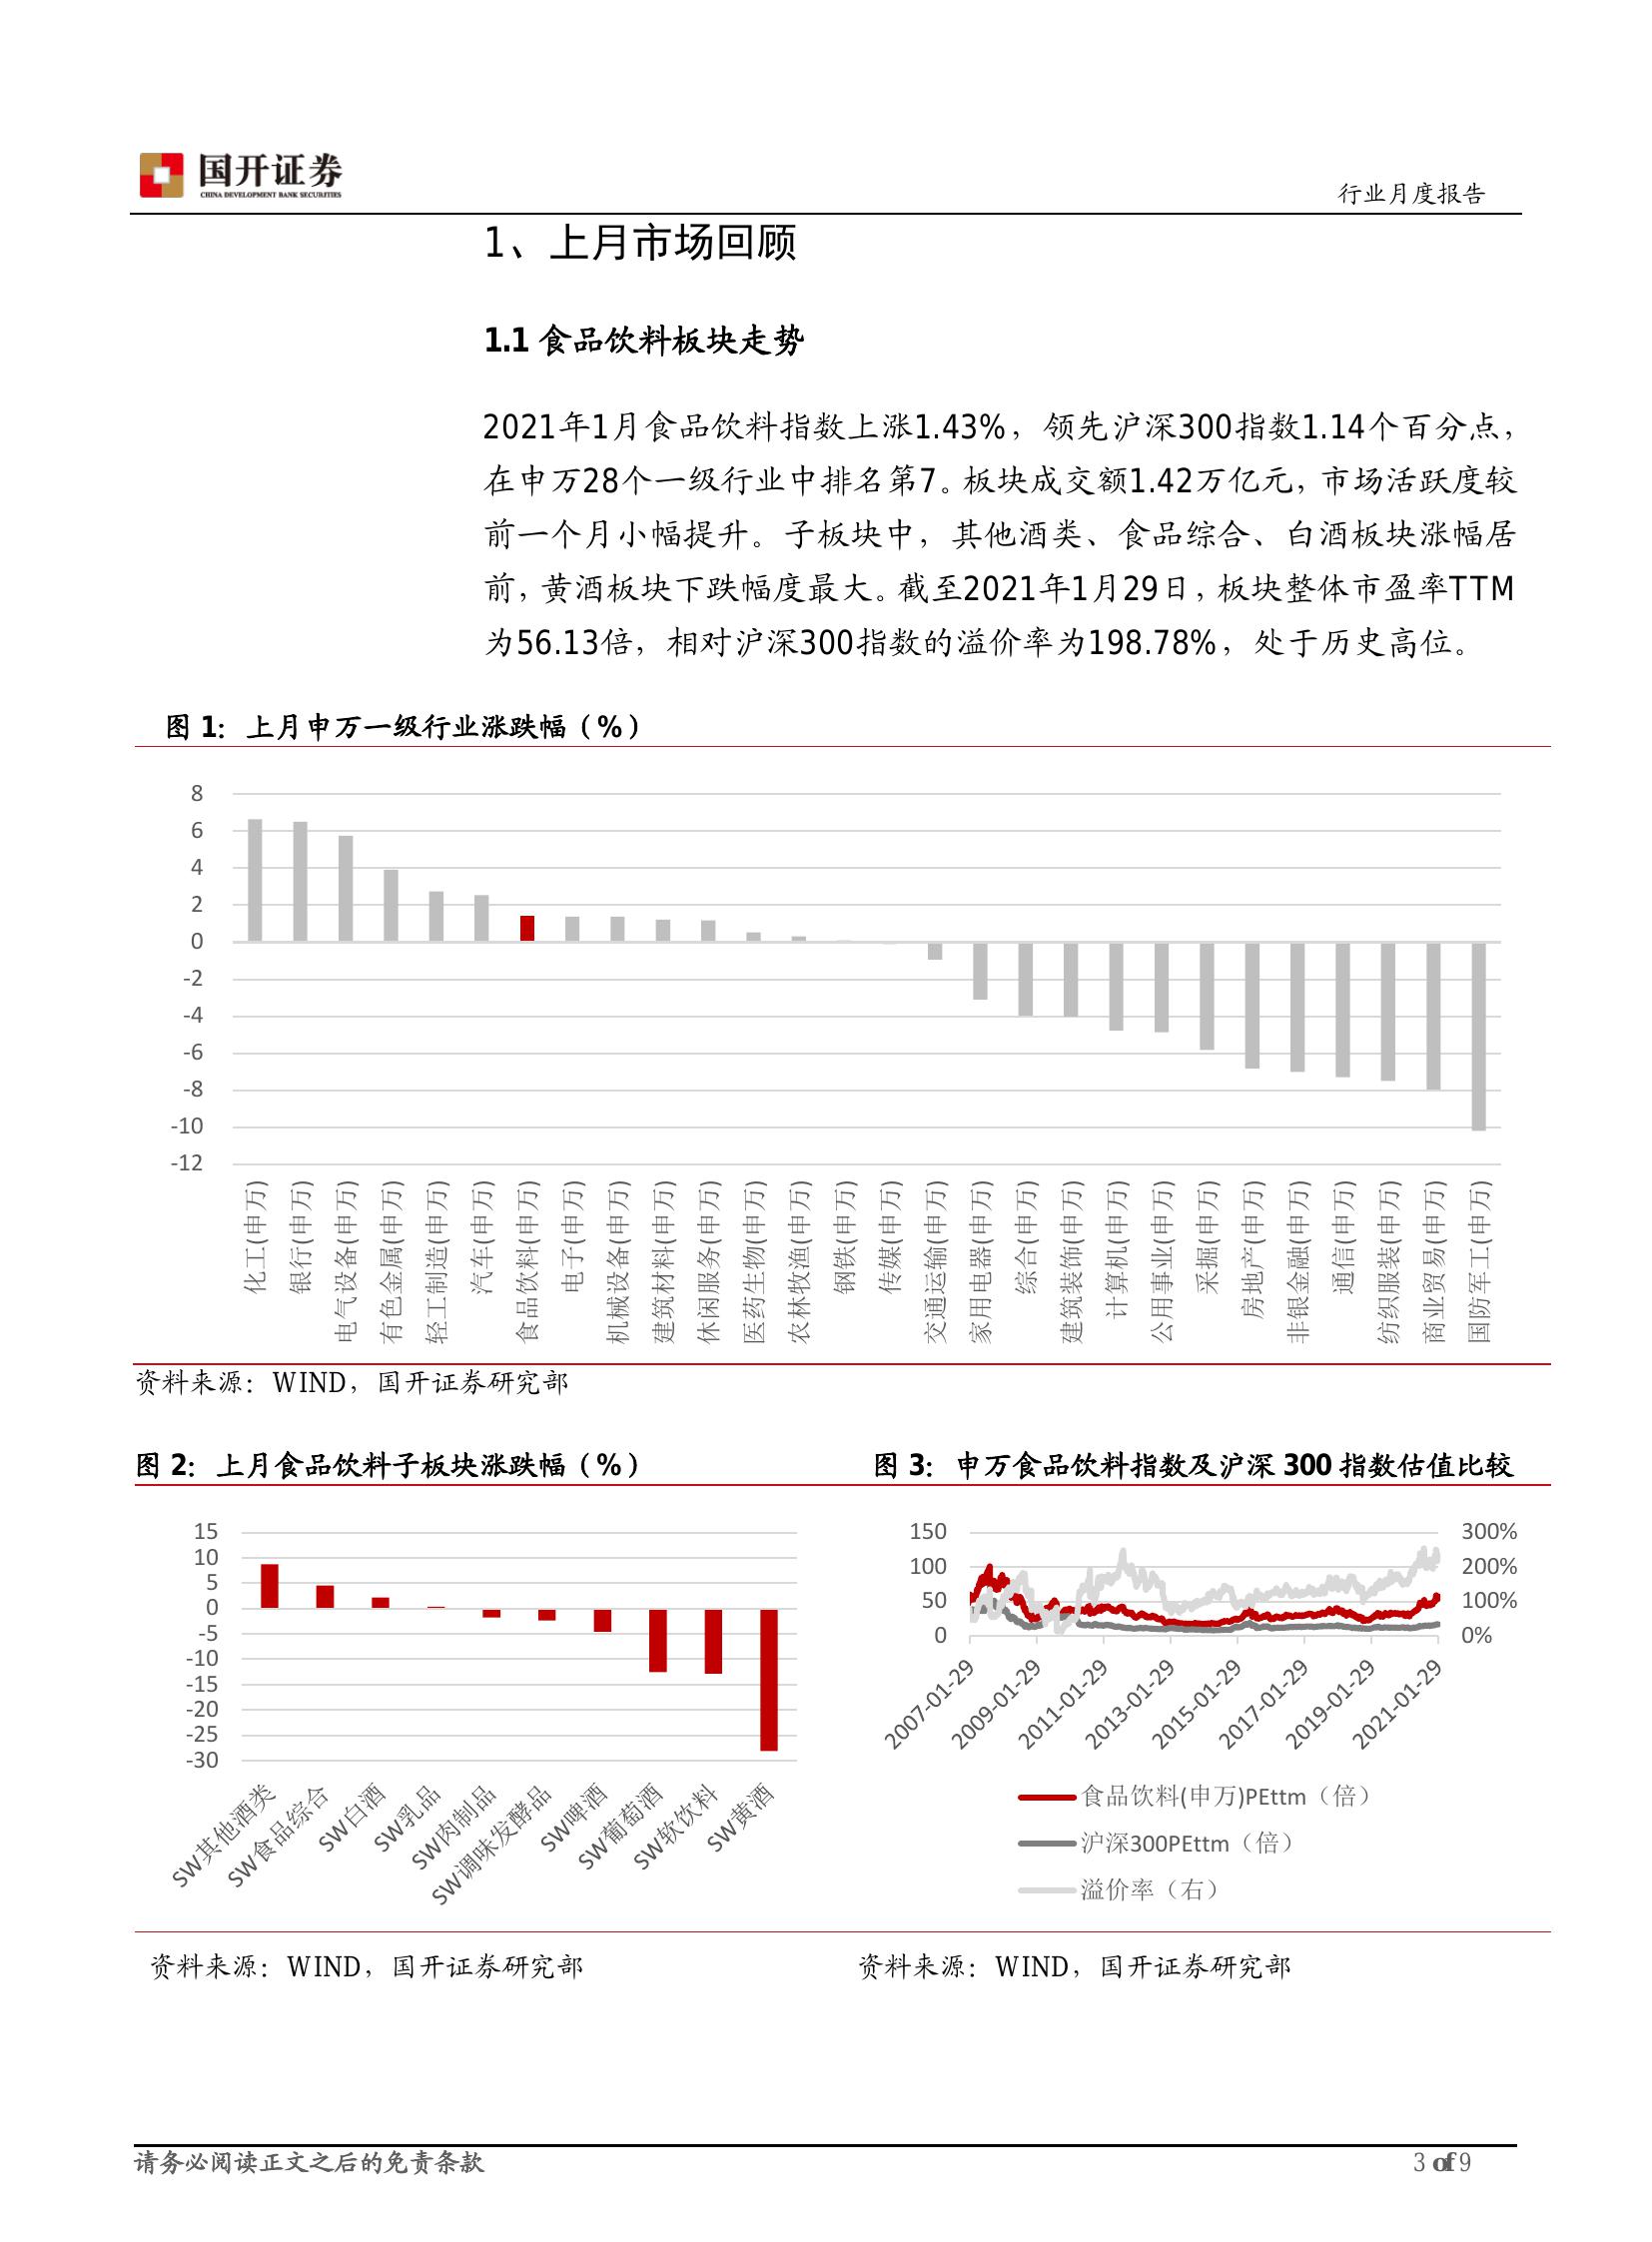 国开证券
CHINA DEVELOPMENT BANK SECURITIES
行业月度报告
1、上月市场回顾
1.1 食品饮料板块走势
2021年1月食品饮料指数上涨1.43%，领先沪深300指数1.14个百分点，
在申万28个一级行业中排名第7。板块成交额1.42万亿元，市场活跃度较
前一个月小幅提升。子板块中，其他酒类、食品综合、白酒板块涨幅居
前，黄酒板块下跌幅度最大。截至2021年1月29日，板块整体市盈率TTM
为56.13倍，相对沪深300指数的溢价率为198.78%，处于历史高位。
图 1：上月申万一级行业涨跌幅（%）
8
6
4
2
0
-2
-4
-6
-8
-10
-12
化工(申万)
银行(申万)
电气设备(申万)
有色金属(申万)
轻工制造(申万)
汽车(申万)
食品饮料(申万)
电子(申万)
机械设备(申万)
建筑材料(申万)
休闲服务(申万)
医药生物(申万)
农林牧渔(申万)
钢铁(申万)
传媒(申万)
交通运输(申万)
家用电器(申万)
综合(申万)
建筑装饰(申万)
计算机(申万)
公用事业(申万)
采掘(申万)
房地产(申万)
非银金融(申万)
通信(申万)
纺织服装(申万)
商业贸易(申万)
国防军工(申万)
资料来源：WIND，国开证券研究部
图 2：上月食品饮料子板块涨跌幅（%）
15
10
5
0
-5
-10
-15
-20
-25
-30
SW其他酒类
SW食品综合
SW白酒
SW乳品
SW肉制品
SW调味发酵品
SW啤酒
SW葡萄酒
SW软饮料
SW黄酒
图 3：申万食品饮料指数及沪深 300 指数估值比较
150
100
50
0
300%
200%
100%
0%
2007-01-29
2009-01-29
2011-01-29
2013-01-29
2015-01-29
2017-01-29
2019-01-29
2021-01-29
食品饮料(申万)PEttm（倍）
沪深300PEttm（倍）
溢价率（右）
资料来源：WIND，国开证券研究部
资料来源：WIND，国开证券研究部
请务必阅读正文之后的免责条款
3 of 9